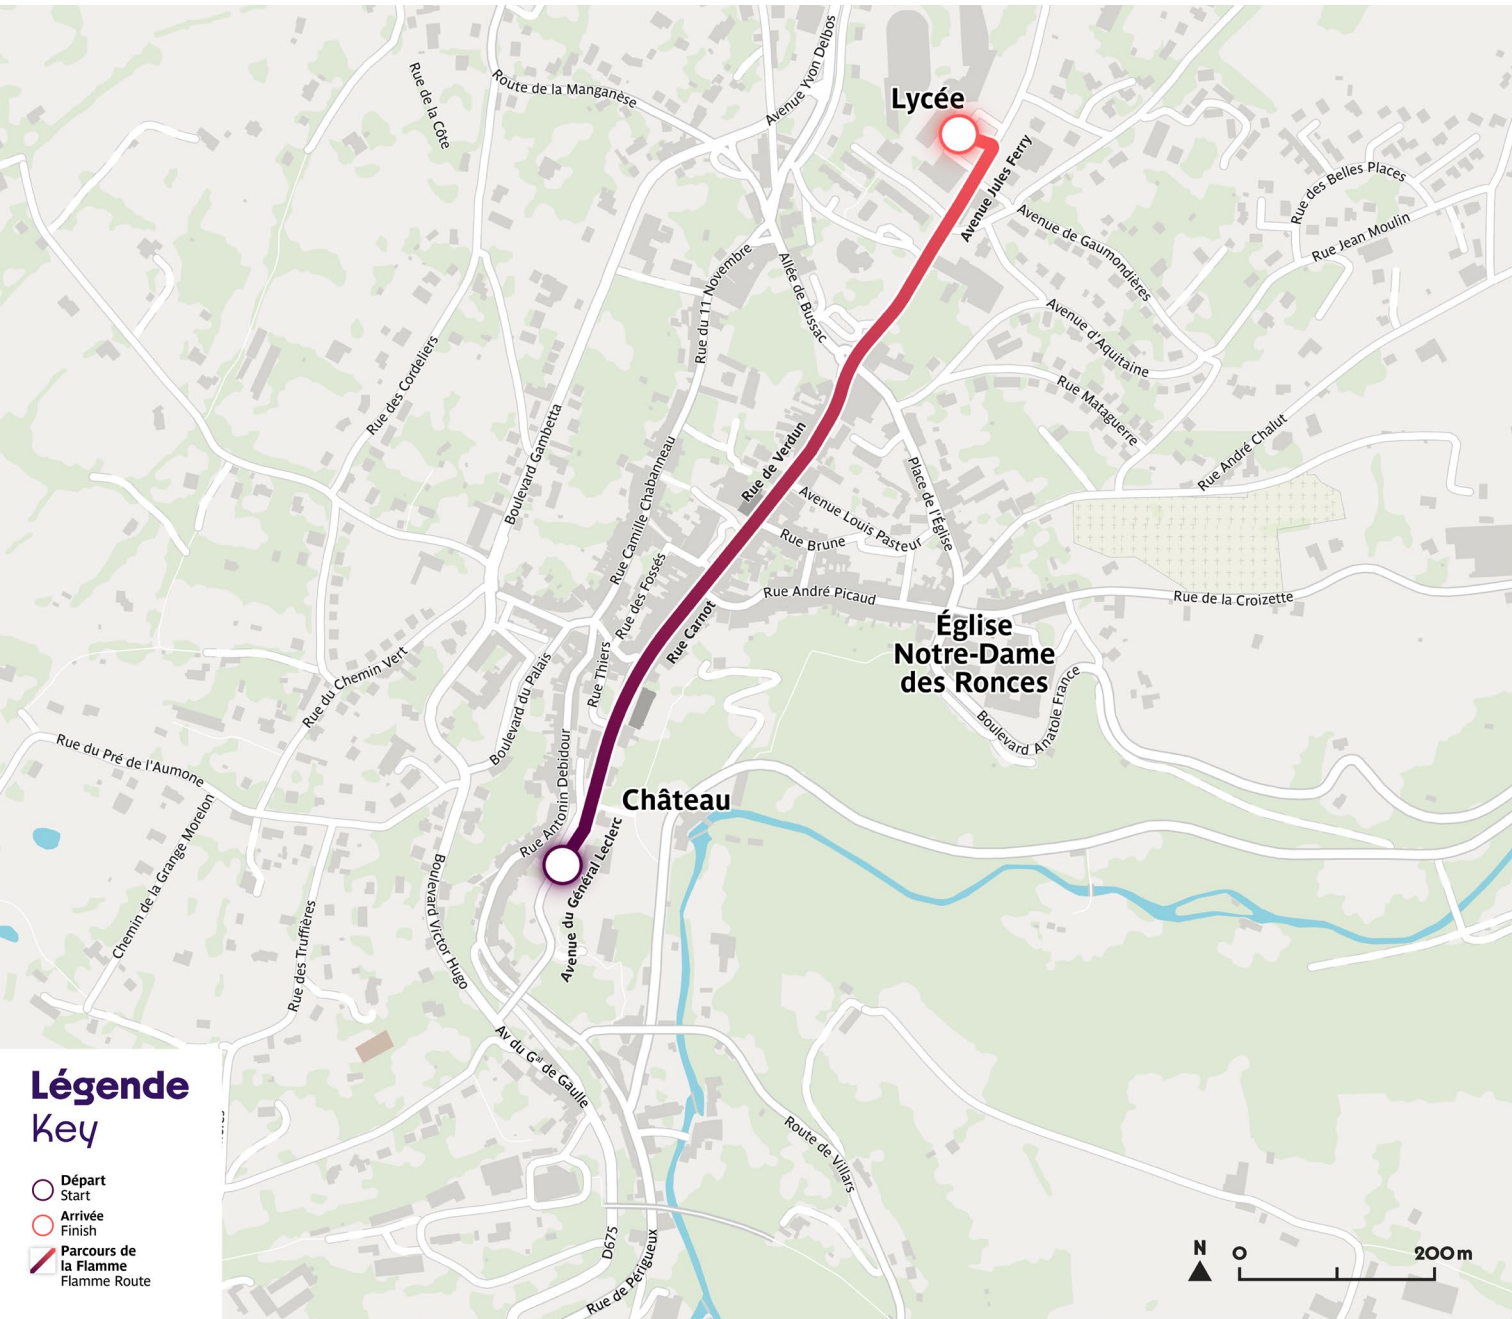 Rue de la Côte
Route de la Manganèse
Avenue Yvon Delbos
Lycée
Avenue Jules Ferry
Rue des Belles Places
Rue Jean Moulin
Avenue de Gaumondières
Allée de Bussac
Rue du 11 Novembre
Avenue d'Aquitaine
Rue des Cordeliers
Rue Mataguerre
Rue André Chalut
Boulevard Gambetta
Rue Camille Chabanneau
Rue de Verdun
Place de l'Église
Avenue Louis Pasteur
Rue Brune
Rue des Fossés
Rue André Picaud
Rue de la Croizette
Rue Carnot
Église
Notre-Dame
des Ronces
Rue Thiers
Rue du Chemin Vert
Boulevard du Palais
Boulevard Anatole France
Rue du Pré de l'Aumone
Rue Antonin Debidour
Château
Chemin de la Grange Morelon
Avenue du Général Leclerc
Boulevard Victor Hugo
Rue des Truffières
Av du Gal de Gaulle
Route de Villars
D675
Rue de Périgueux
Légende
Key
Départ
Start
Arrivée
Finish
Parcours de
la Flamme
Flamme Route
N
0
200m